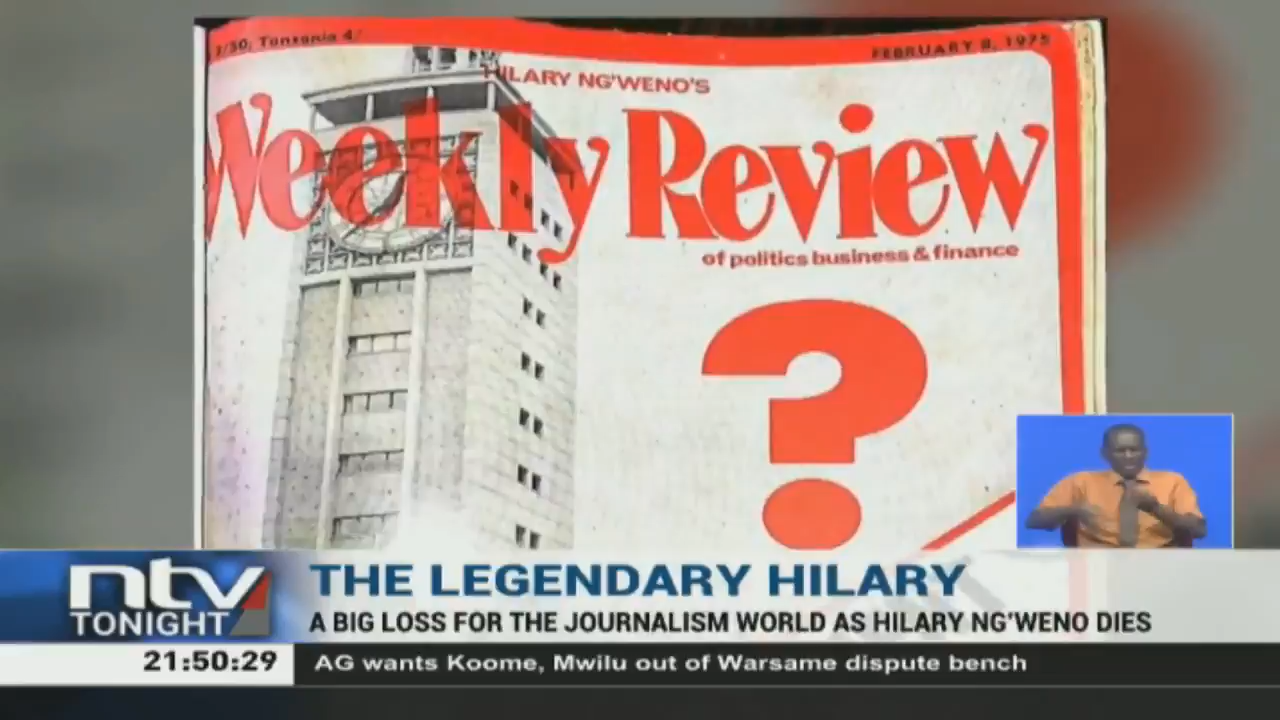 7/50; Tanzania 4/
FEBRUARY 8, 1975
HILARY NG'WENO'S
Weekly Review
of politics business & finance
?
ntv
TONIGHT
THE LEGENDARY HILARY
A BIG LOSS FOR THE JOURNALISM WORLD AS HILARY NG'WENO DIES
21:50:29
AG wants Koome, Mwilu out of Warsame dispute bench